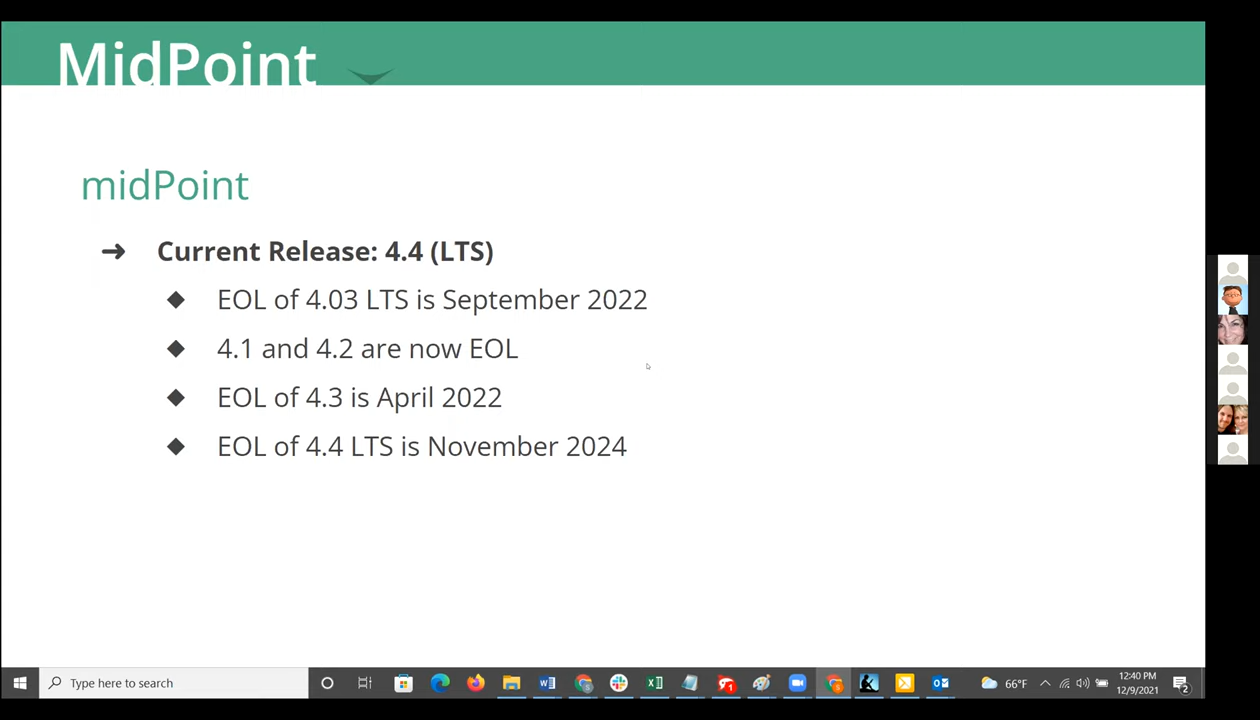 MidPoint
midPoint
➜ Current Release: 4.4 (LTS)
◆ EOL of 4.03 LTS is September 2022
◆ 4.1 and 4.2 are now EOL
◆ EOL of 4.3 is April 2022
◆ EOL of 4.4 LTS is November 2024
Type here to search
66°F
12:40 PM
12/9/2021
2